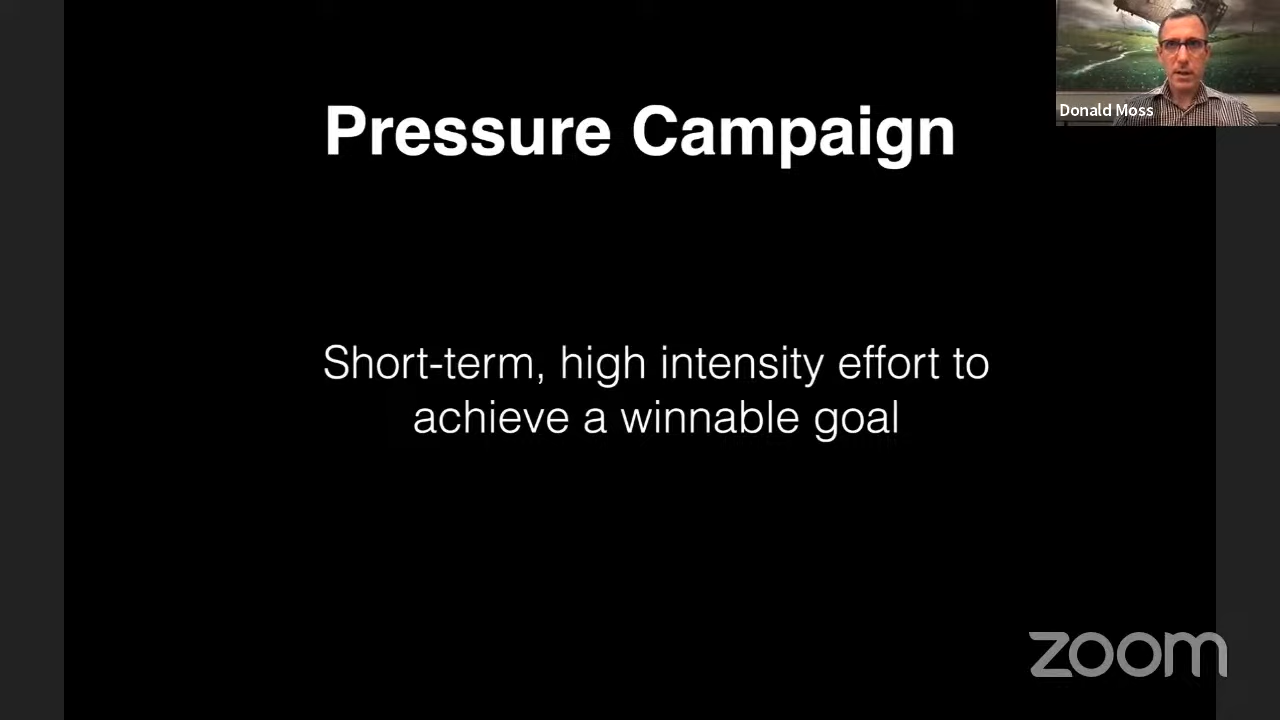 Pressure Campaign
Donald Moss
Short-term, high intensity effort to
achieve a winnable goal
zoom